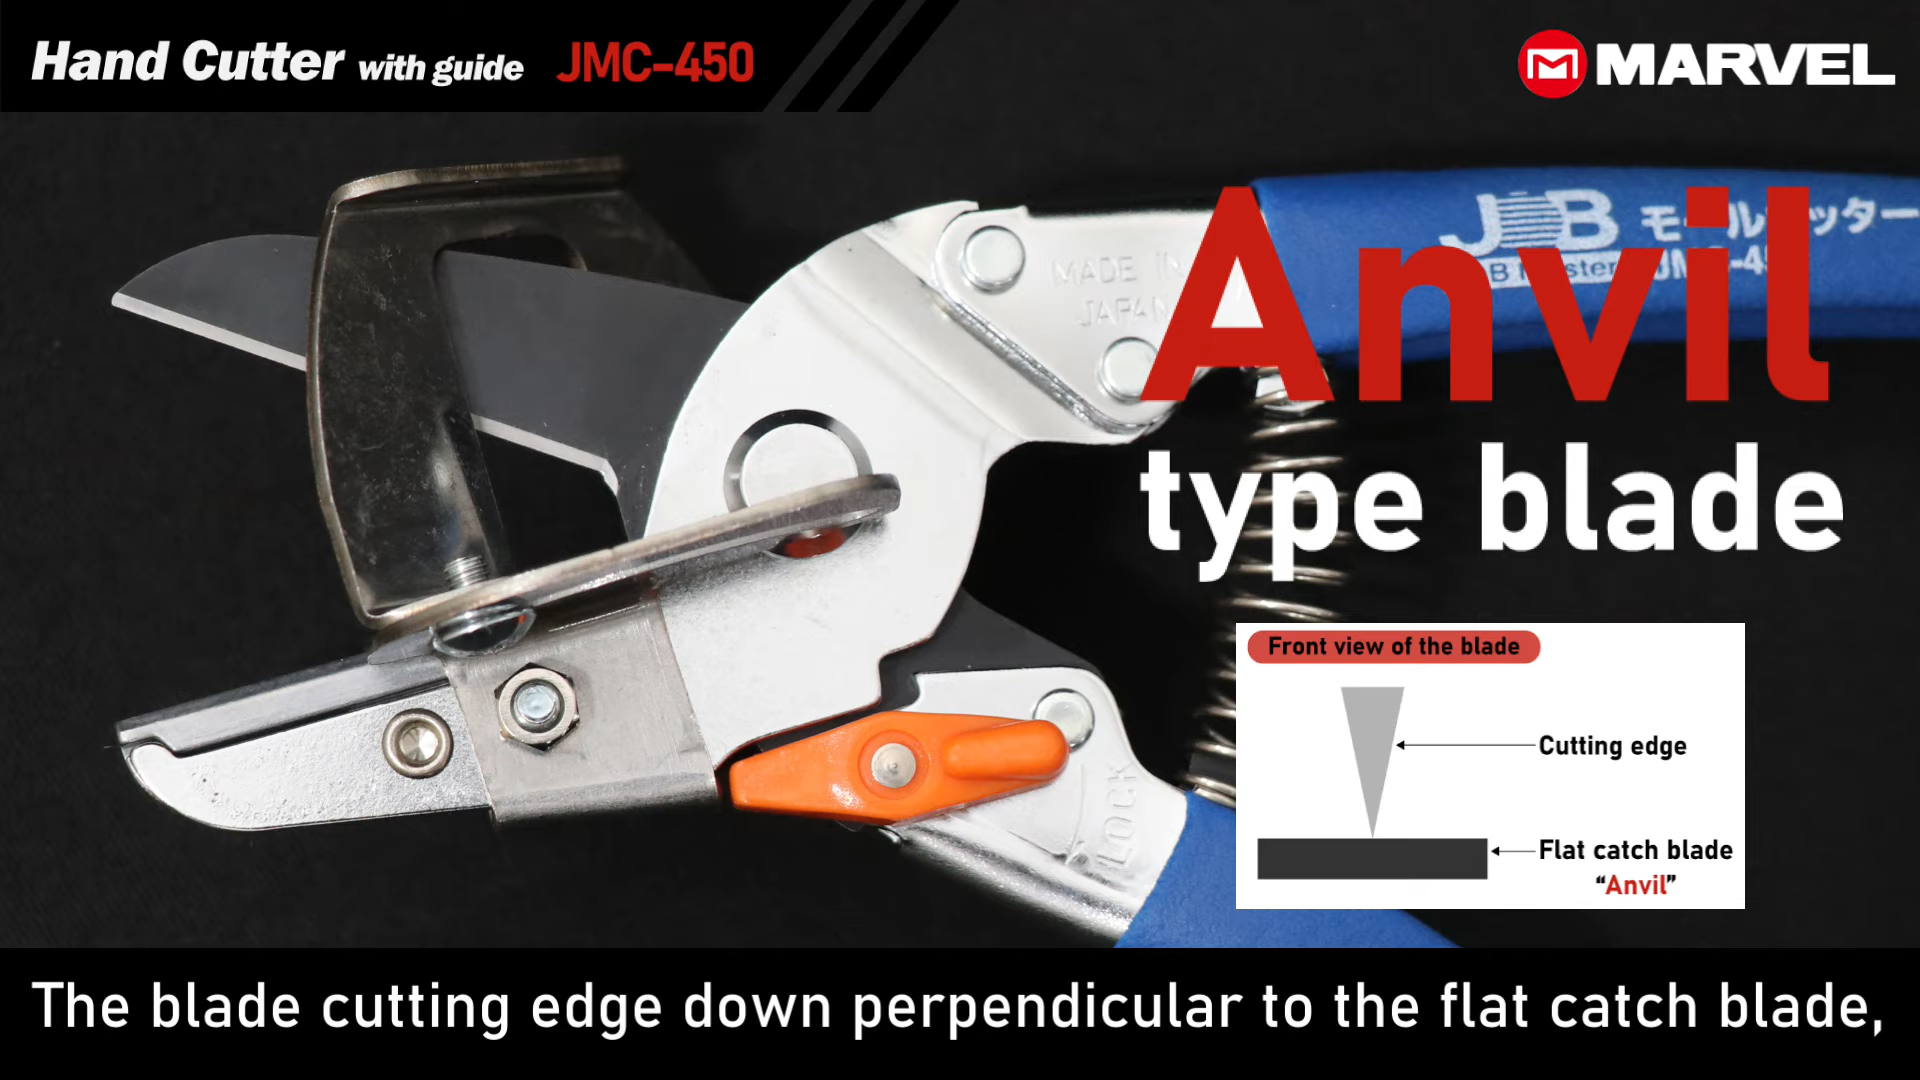 Hand Cutter with guide JMC-450
MARVEL
MADE IN
JAPAN
Anvil
type blade
Front view of the blade
Cutting edge
Flat catch blade
“Anvil”
LOCK
The blade cutting edge down perpendicular to the flat catch blade,